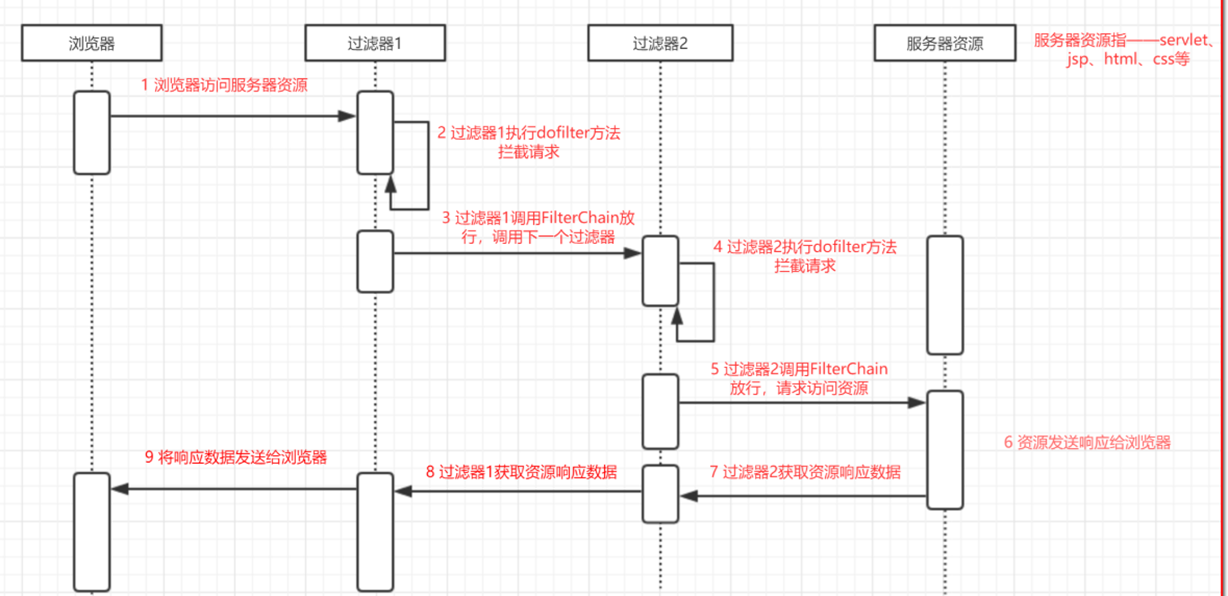 浏览器
过滤器1
过滤器2
服务器资源
服务器资源指——servlet、
jsp、html、css等
1 浏览器访问服务器资源
2 过滤器1执行dofilter方法
拦截请求
3 过滤器1调用FilterChain放
行，调用下一个过滤器
4 过滤器2执行dofilter方法
拦截请求
5 过滤器2调用FilterChain
放行，请求访问资源
6 资源发送响应给浏览器
7 过滤器2获取资源响应数据
8 过滤器1获取资源响应数据
9 将响应数据发送给浏览器